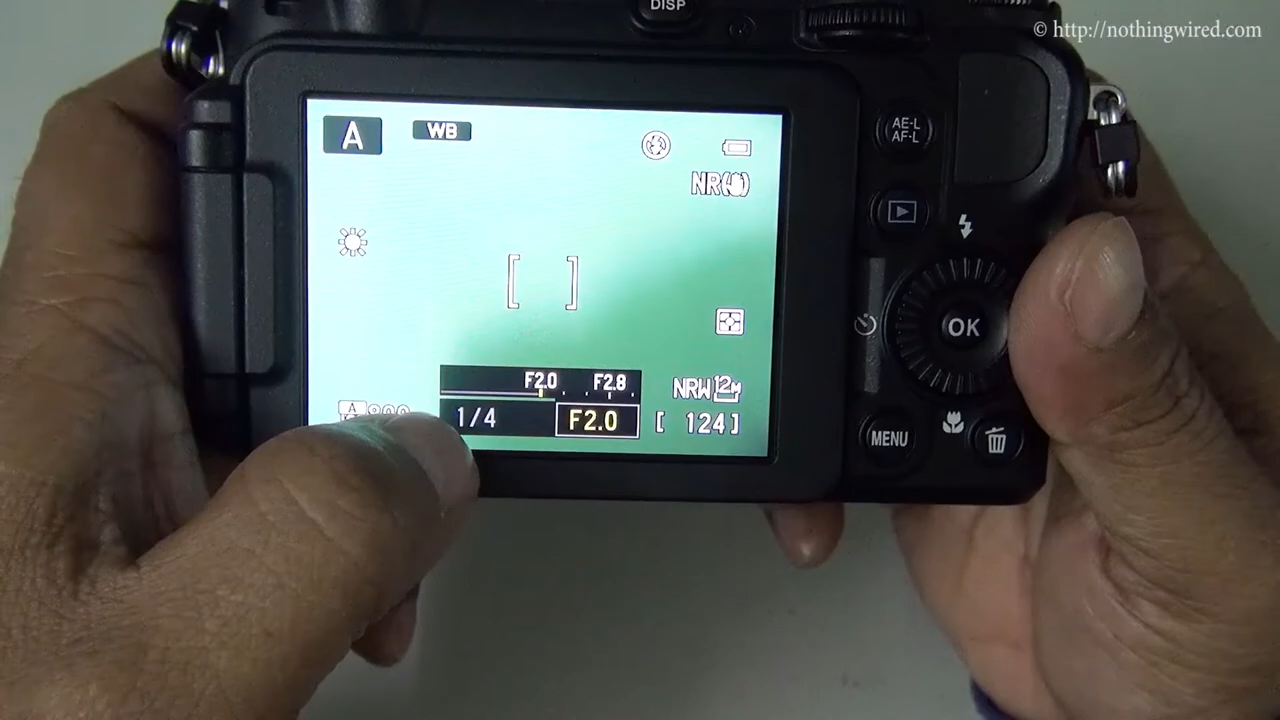 DISP
© http://nothingwired.com
A
WB
AE-L
AF-L
NR
F2.0 F2.8
NRW 12M
1/4 F2.0 [ 124]
OK
MENU